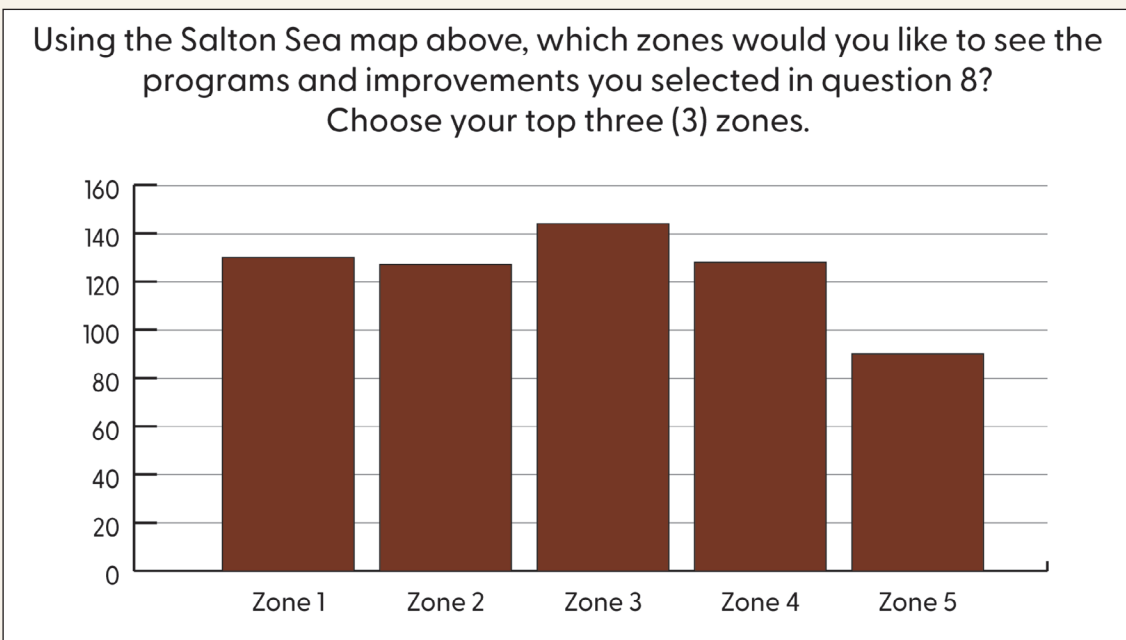 Using the Salton Sea map above, which zones would you like to see the
programs and improvements you selected in question 8?
Choose your top three (3) zones.
160
140
120
100
80
60
40
20
0
Zone 1 Zone 2 Zone 3 Zone 4 Zone 5